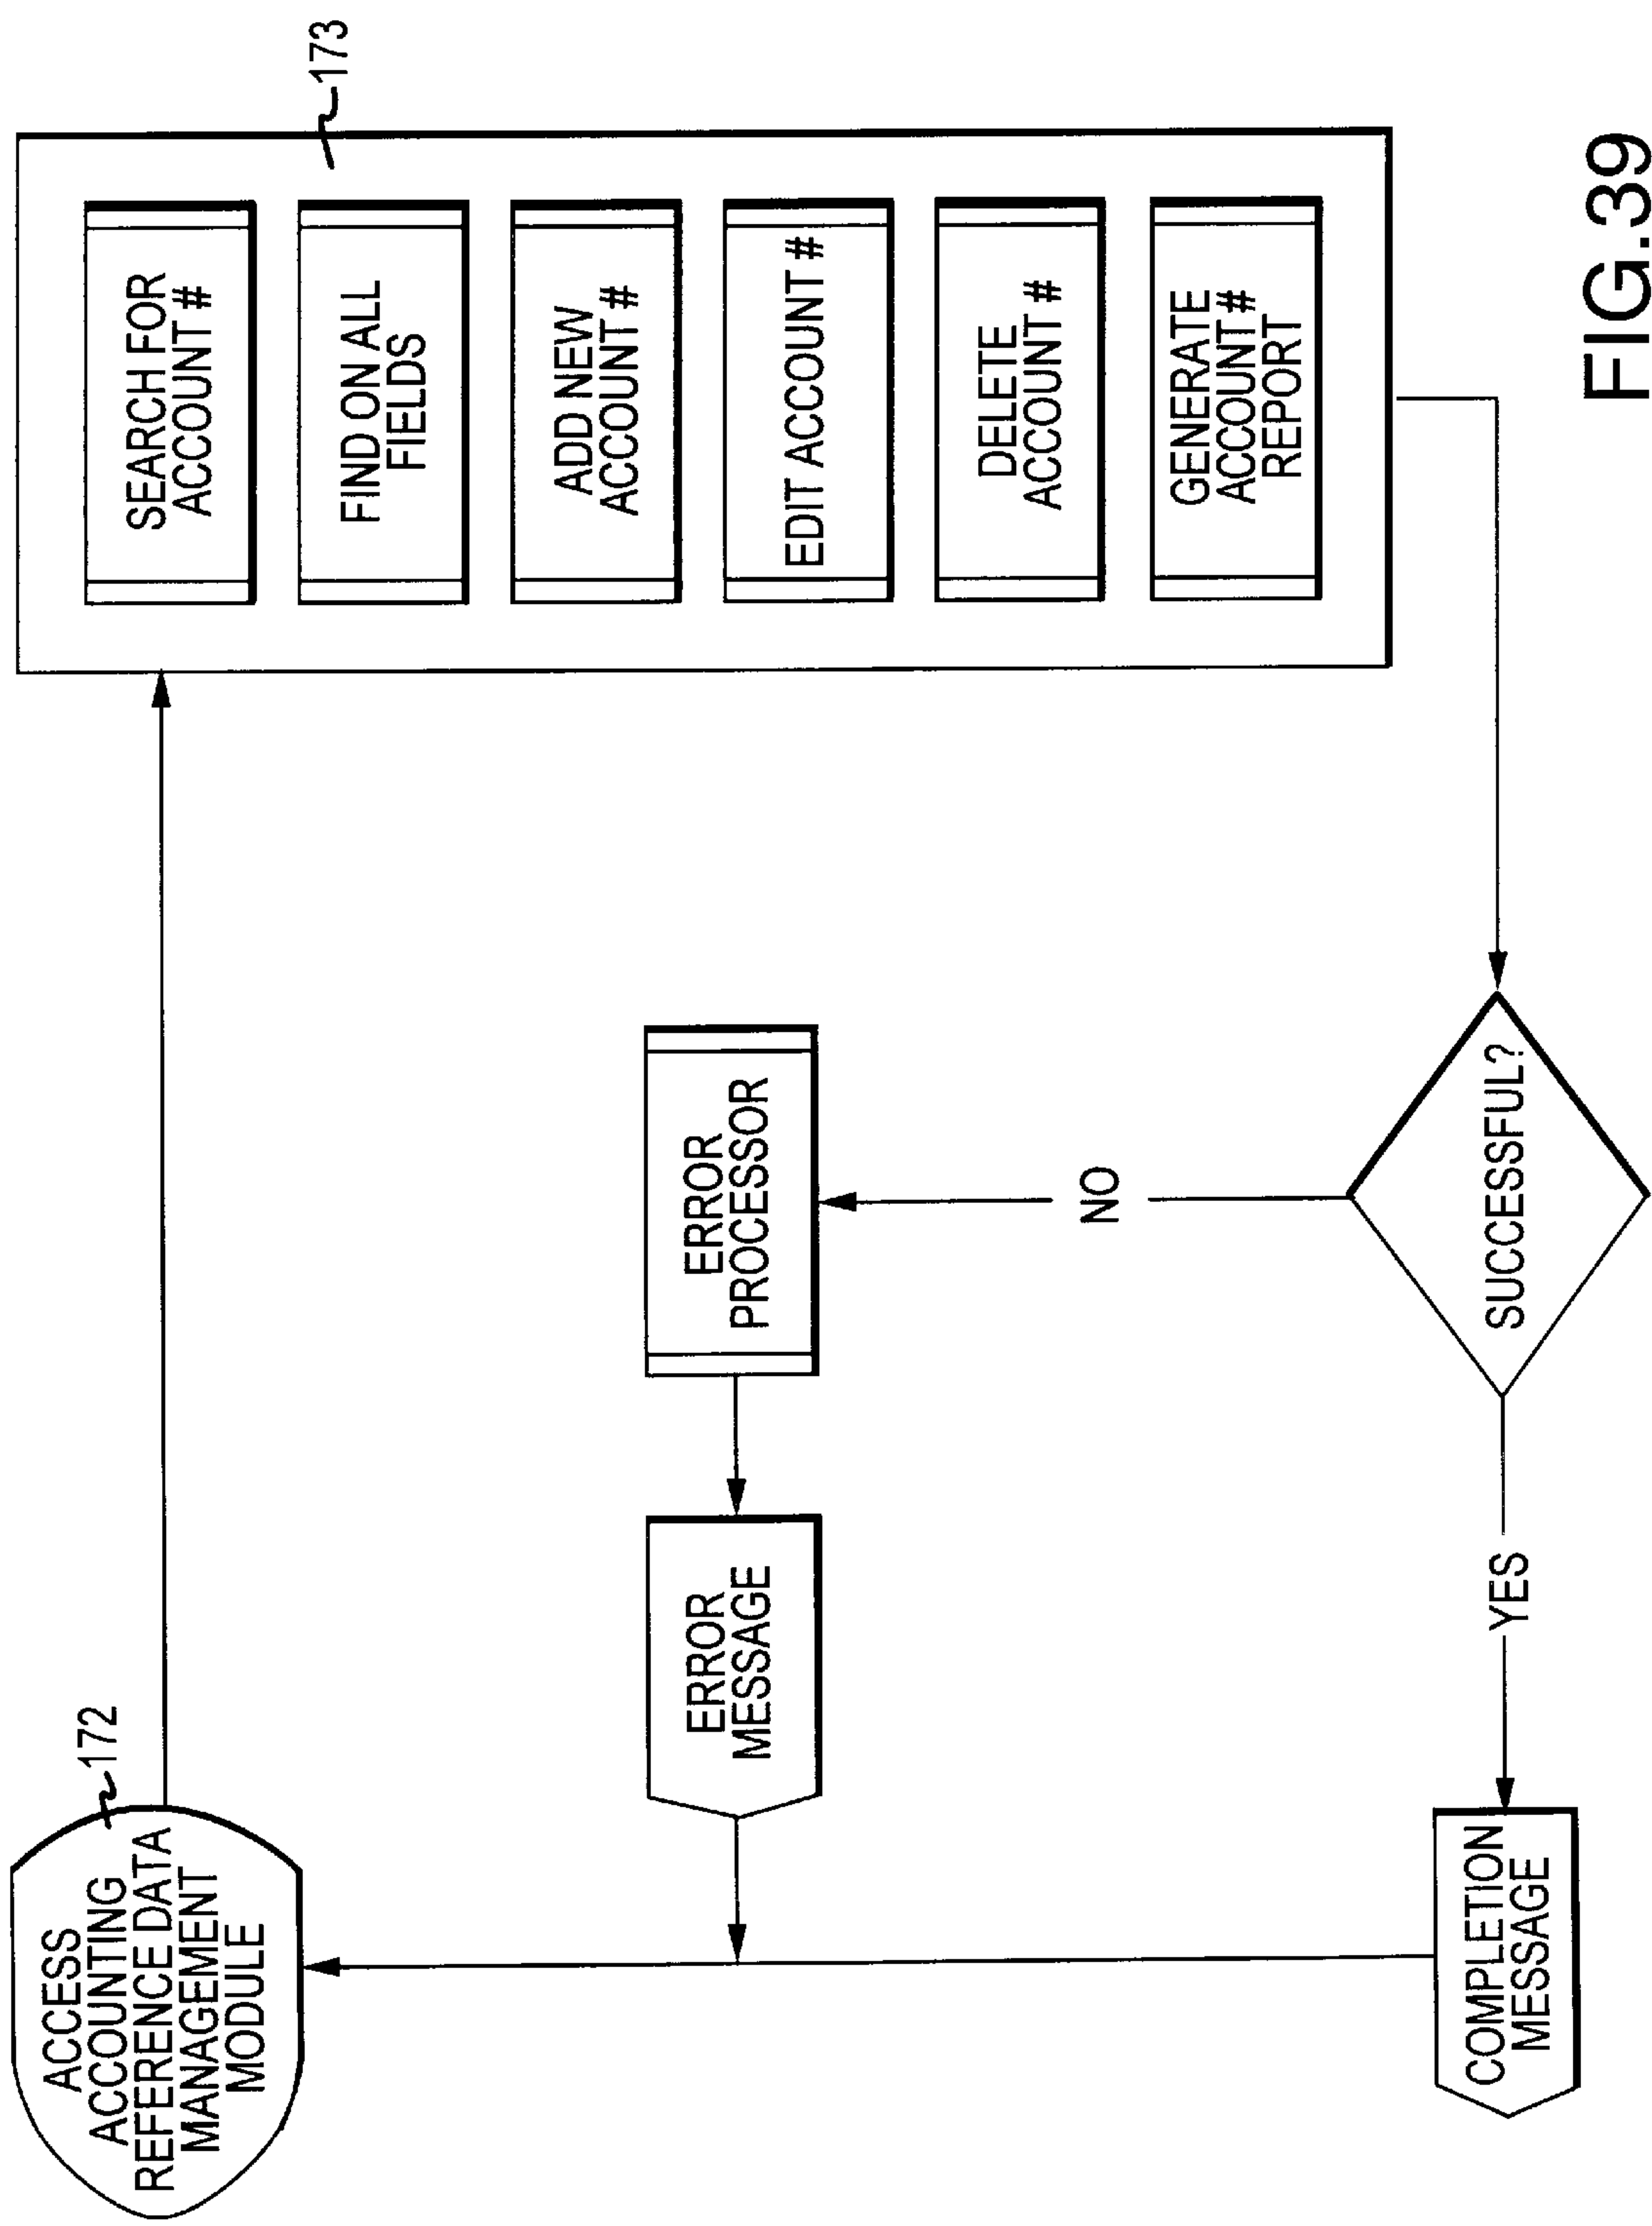 ACCESS
ACCOUNTING
REFERENCE DATA
MANAGEMENT
MODULE
172
173
SEARCH FOR
ACCOUNT #
FIND ON ALL
FIELDS
ADD NEW
ACCOUNT #
EDIT ACCOUNT #
DELETE
ACCOUNT #
GENERATE
ACCOUNT #
REPORT
ERROR
MESSAGE
ERROR
PROCESSOR
NO
COMPLETION
MESSAGE
YES
SUCCESSFUL?
FIG.39